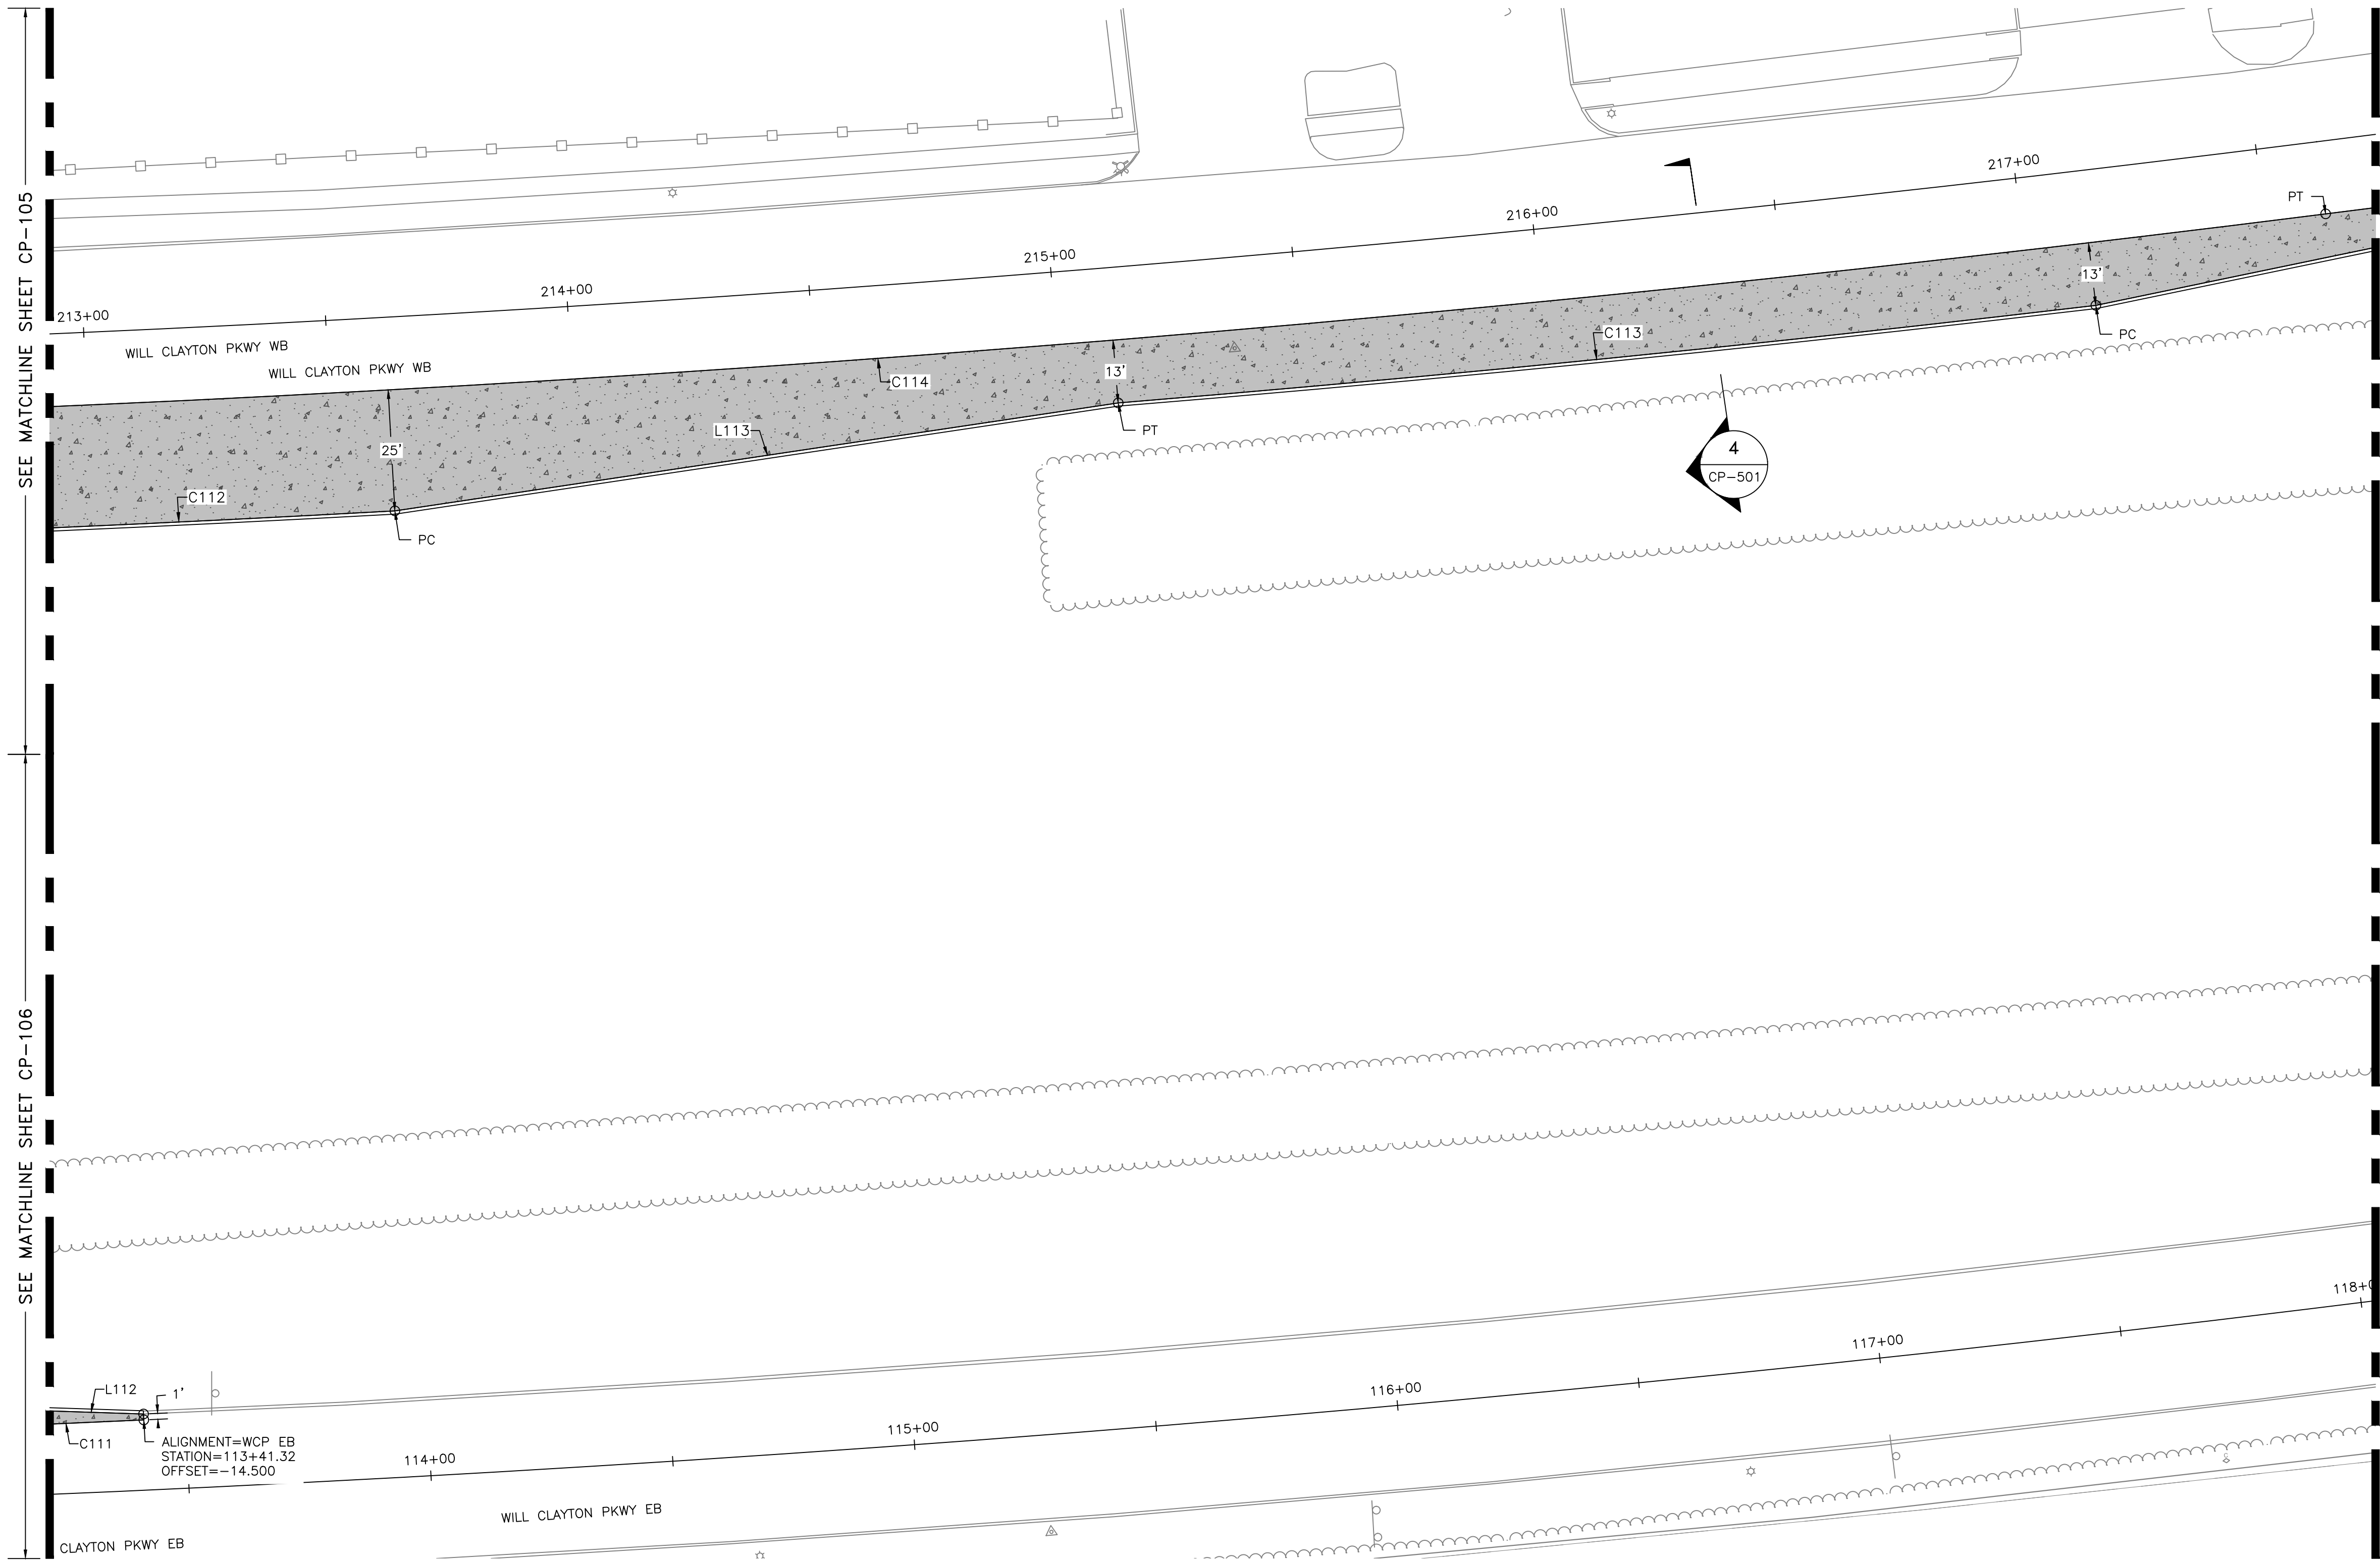 SEE MATCHLINE SHEET CP-105
217+00
PT
216+00
215+00
214+00
213+00
13'
PC
C113
WILL CLAYTON PKWY WB
WILL CLAYTON PKWY WB
C114
13'
PT
L113
25'
4
CP-501
C112
PC
SEE MATCHLINE SHEET CP-106
117+00
116+00
L112
1'
115+00
C111
ALIGNMENT=WCP EB
STATION=113+41.32
OFFSET=-14.500
114+00
WILL CLAYTON PKWY EB
CLAYTON PKWY EB